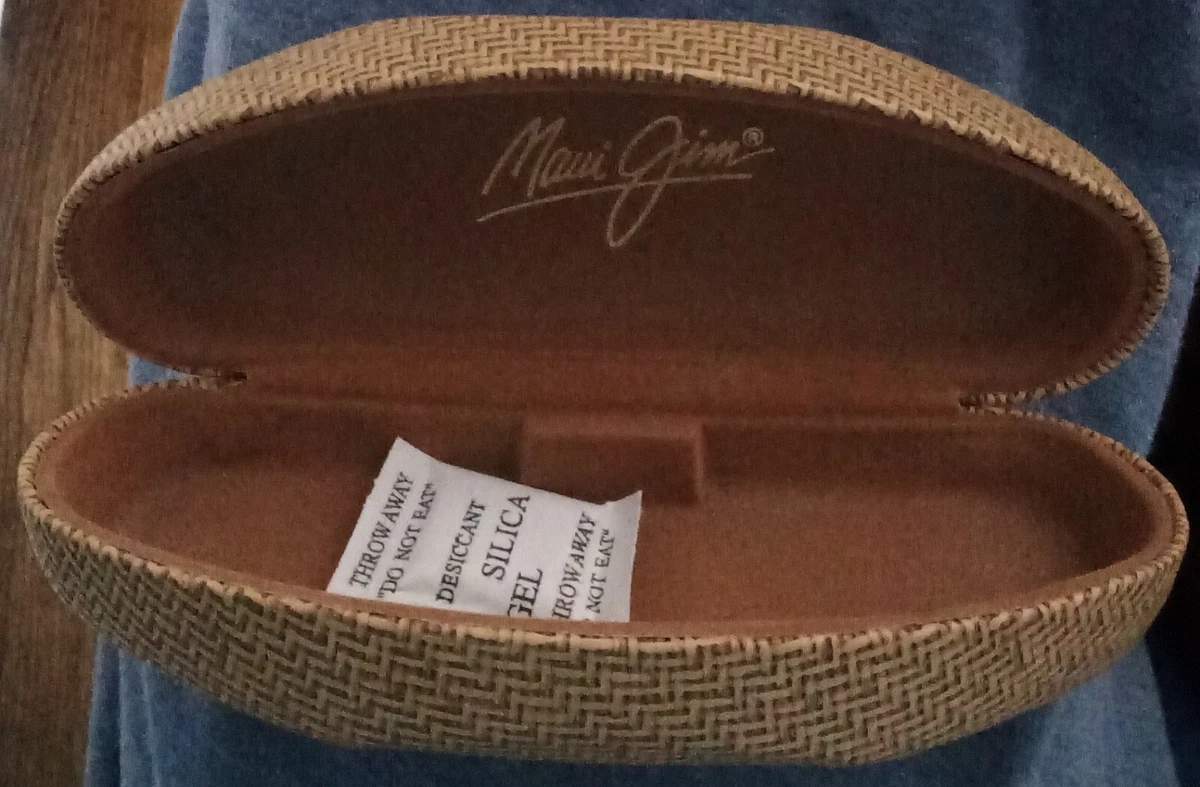 Maui Jim®
THROW AWAY
"DO NOT EAT"
DESICCANT
SILICA
GEL
THROW AWAY
NOT EAT"